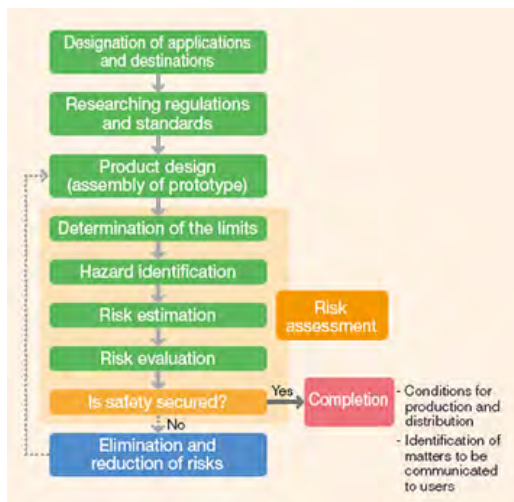 Designation of applications
and destinations
Researching regulations
and standards
Product design
(assembly of prototype)
Determination of the limits
Hazard identification
Risk estimation
Risk
assessment
Risk evaluation
Is safety secured?
Yes
Completion
- Conditions for
production and
distribution
- Identification of
matters to be
communicated
to users
No
Elimination and
reduction of risks